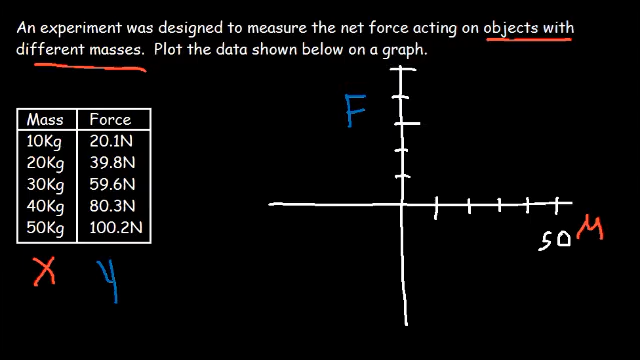 An experiment was designed to measure the net force acting on objects with
different masses. Plot the data shown below on a graph.
F
Mass Force
10Kg 20.1N
20Kg 39.8N
30Kg 59.6N
40Kg 80.3N
50Kg 100.2N
50 M
X y